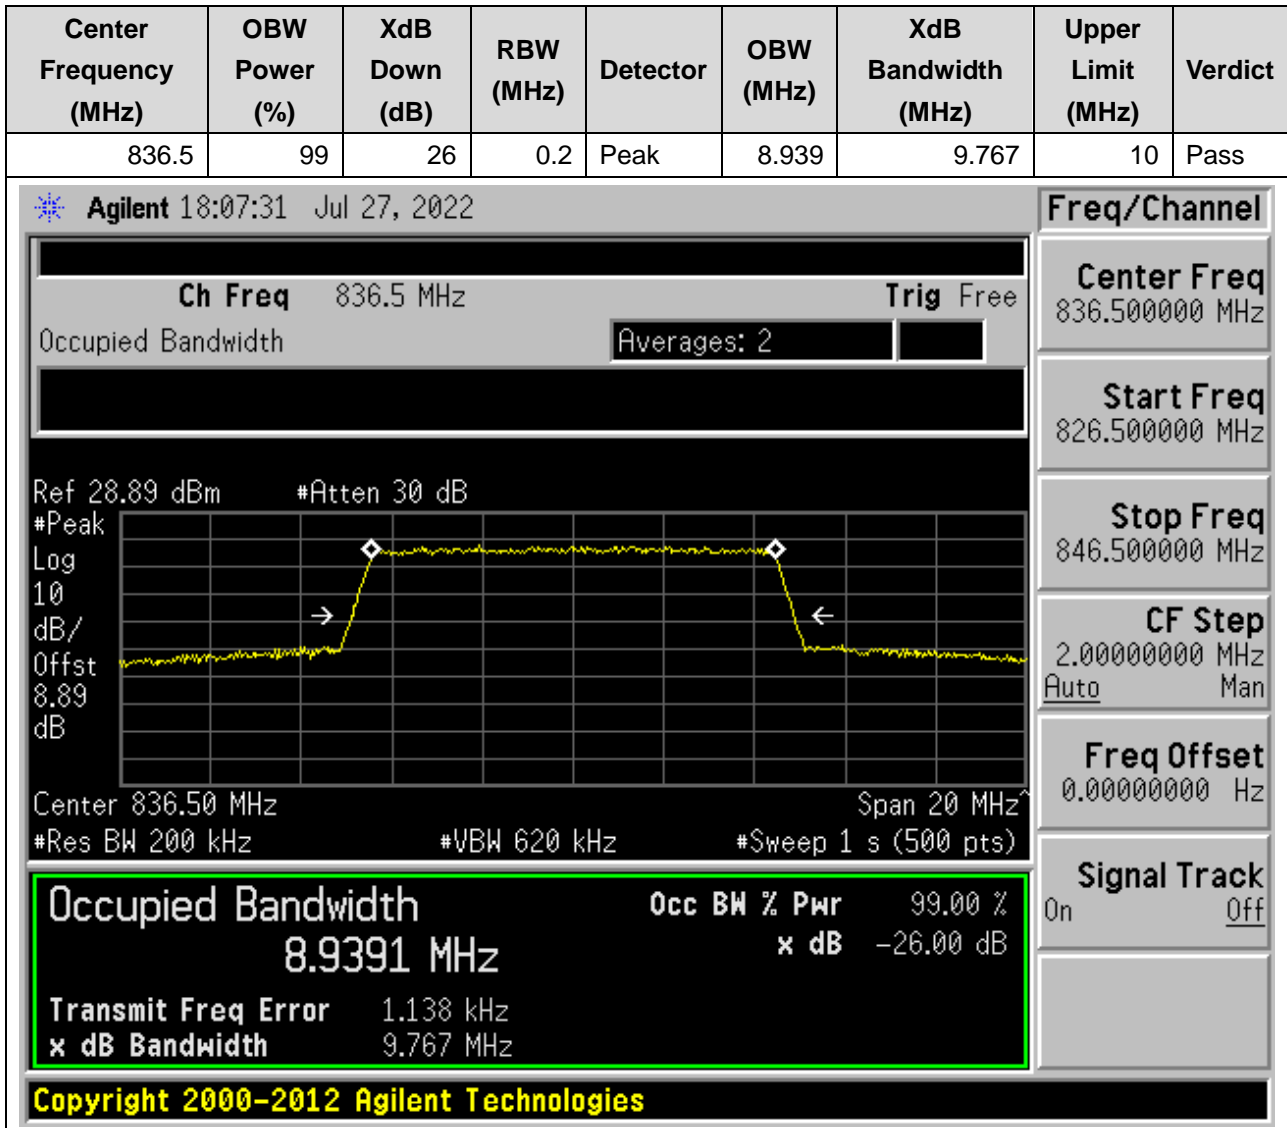 Center Frequency (MHz) OBW Power (%) XdB Down (dB) RBW (MHz) Detector OBW (MHz) XdB Bandwidth (MHz) Upper Limit (MHz) Verdict
836.5 99 26 0.2 Peak 8.939 9.767 10 Pass
Agilent 18:07:31 Jul 27, 2022
Ch Freq 836.5 MHz Trig Free
Occupied Bandwidth Averages: 2
Ref 28.89 dBm #Atten 30 dB
#Peak
Log
10
dB/
Offst
8.89
dB
Center 836.50 MHz Span 20 MHz^
#Res BW 200 kHz #VBW 620 kHz #Sweep 1 s (500 pts)
Occupied Bandwidth Occ BW % Pwr 99.00 %
8.9391 MHz x dB -26.00 dB
Transmit Freq Error 1.138 kHz
x dB Bandwidth 9.767 MHz
Copyright 2000-2012 Agilent Technologies
Freq/Channel
Center Freq
836.500000 MHz
Start Freq
826.500000 MHz
Stop Freq
846.500000 MHz
CF Step
2.00000000 MHz
Auto Man
Freq Offset
0.00000000 Hz
Signal Track
On Off